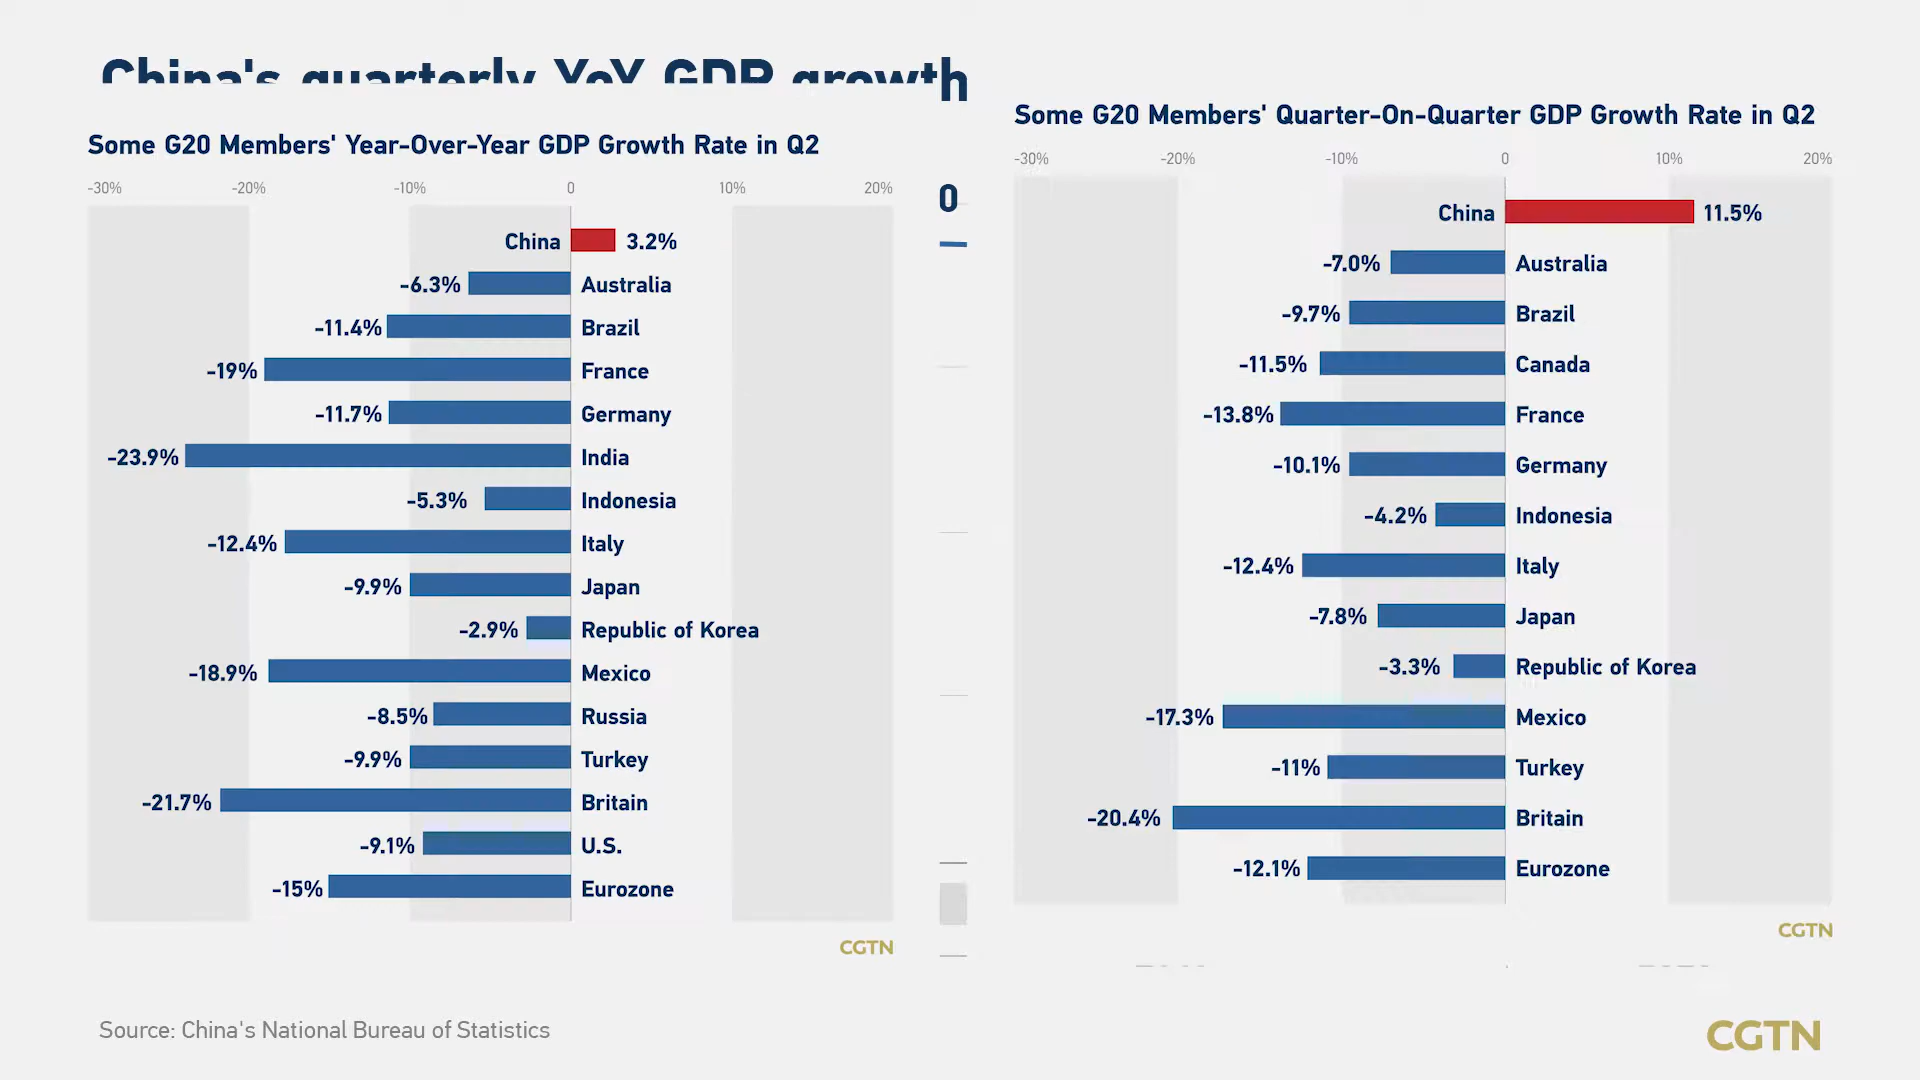 China's quarterly YoY GDP growth
Some G20 Members' Year-Over-Year GDP Growth Rate in Q2
-30% -20% -10% 0 10% 20%
China 3.2%
-6.3% Australia
-11.4% Brazil
-19% France
-11.7% Germany
-23.9% India
-5.3% Indonesia
-12.4% Italy
-9.9% Japan
-2.9% Republic of Korea
-18.9% Mexico
-8.5% Russia
-9.9% Turkey
-21.7% Britain
-9.1% U.S.
-15% Eurozone
CGTN
0
Some G20 Members' Quarter-On-Quarter GDP Growth Rate in Q2
-30% -20% -10% 0 10% 20%
China 11.5%
-7.0% Australia
-9.7% Brazil
-11.5% Canada
-13.8% France
-10.1% Germany
-4.2% Indonesia
-12.4% Italy
-7.8% Japan
-3.3% Republic of Korea
-17.3% Mexico
-11% Turkey
-20.4% Britain
-12.1% Eurozone
CGTN
Source: China's National Bureau of Statistics
CGTN